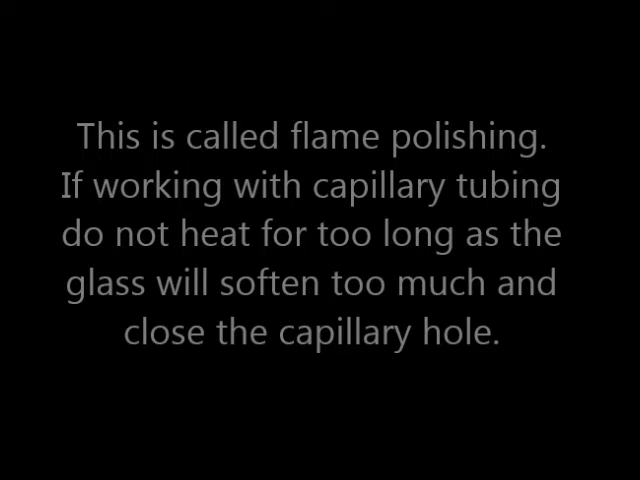 This is called flame polishing.
If working with capillary tubing
do not heat for too long as the
glass will soften too much and
close the capillary hole.